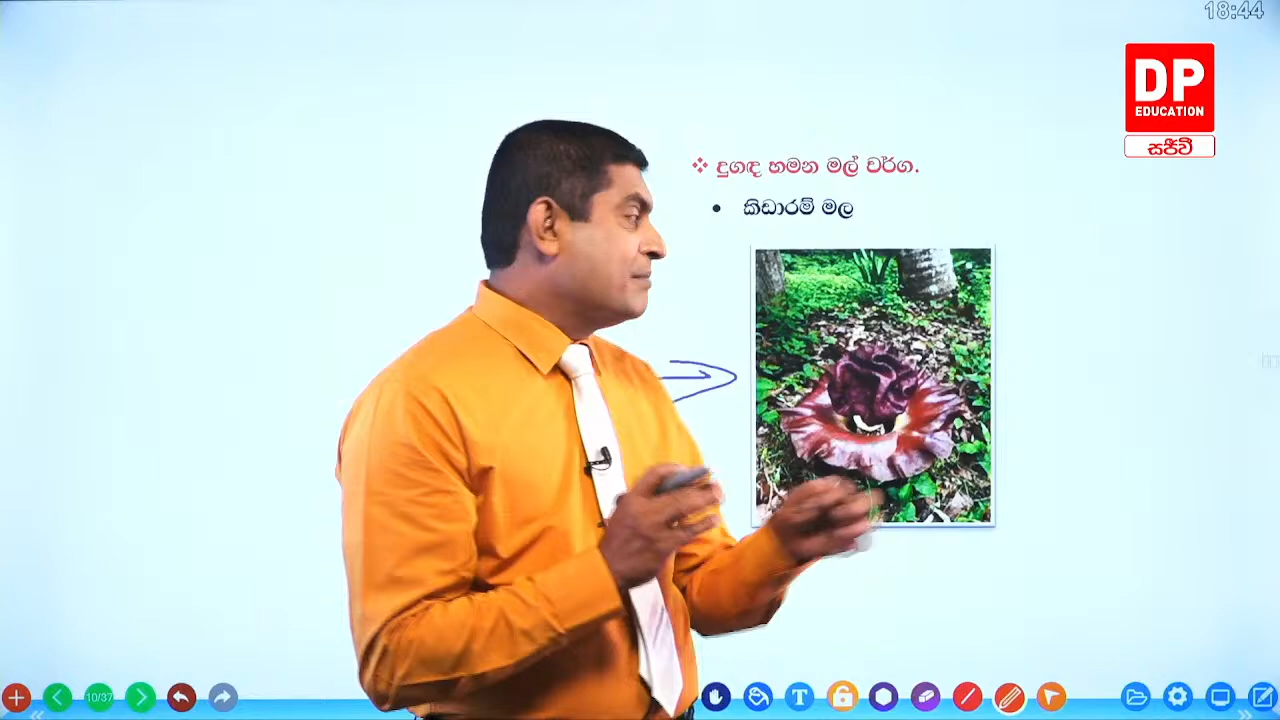 18:44
DP
EDUCATION
සජීවී
❖ දුගඳ හමන මල් වර්ග.
• කිඩාරම් මල
10/37
T